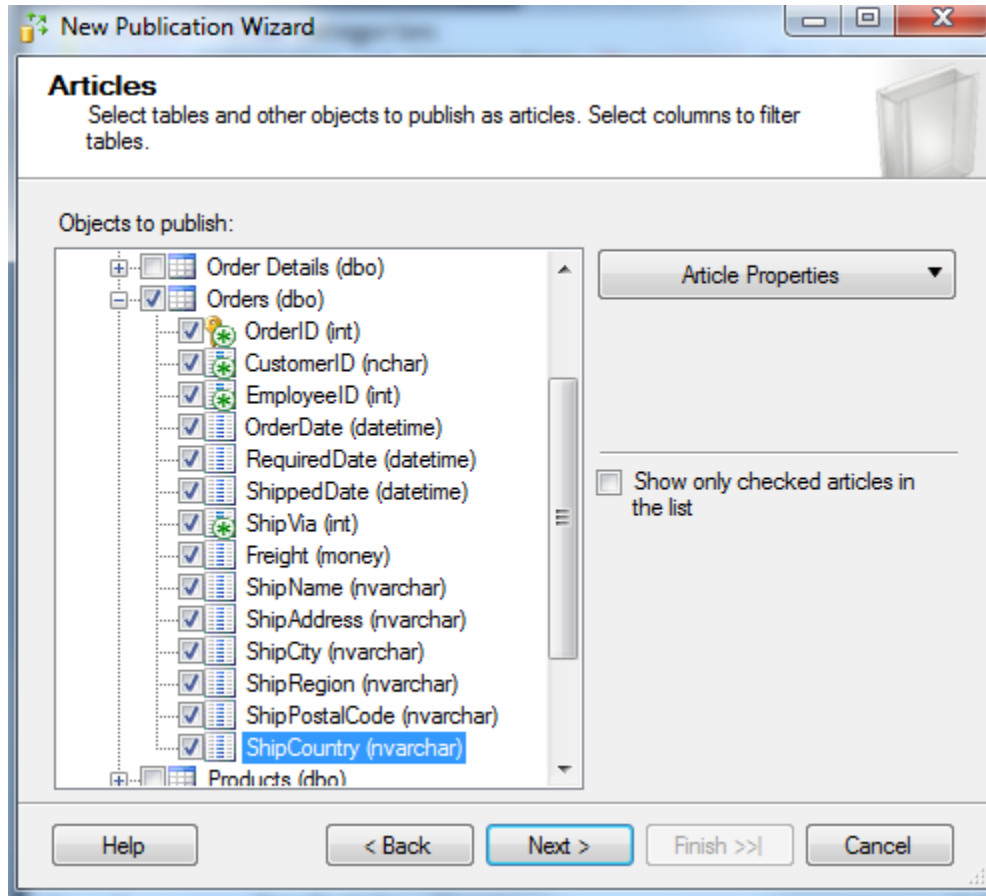 New Publication Wizard
Articles
Select tables and other objects to publish as articles. Select columns to filter
tables.
Objects to publish:
Order Details (dbo)
Orders (dbo)
OrderID (int)
CustomerID (nchar)
EmployeeID (int)
OrderDate (datetime)
RequiredDate (datetime)
ShippedDate (datetime)
ShipVia (int)
Freight (money)
ShipName (nvarchar)
ShipAddress (nvarchar)
ShipCity (nvarchar)
ShipRegion (nvarchar)
ShipPostalCode (nvarchar)
ShipCountry (nvarchar)
Products (dbo)
Article Properties
Show only checked articles in
the list
Help
< Back
Next >
Finish >>|
Cancel